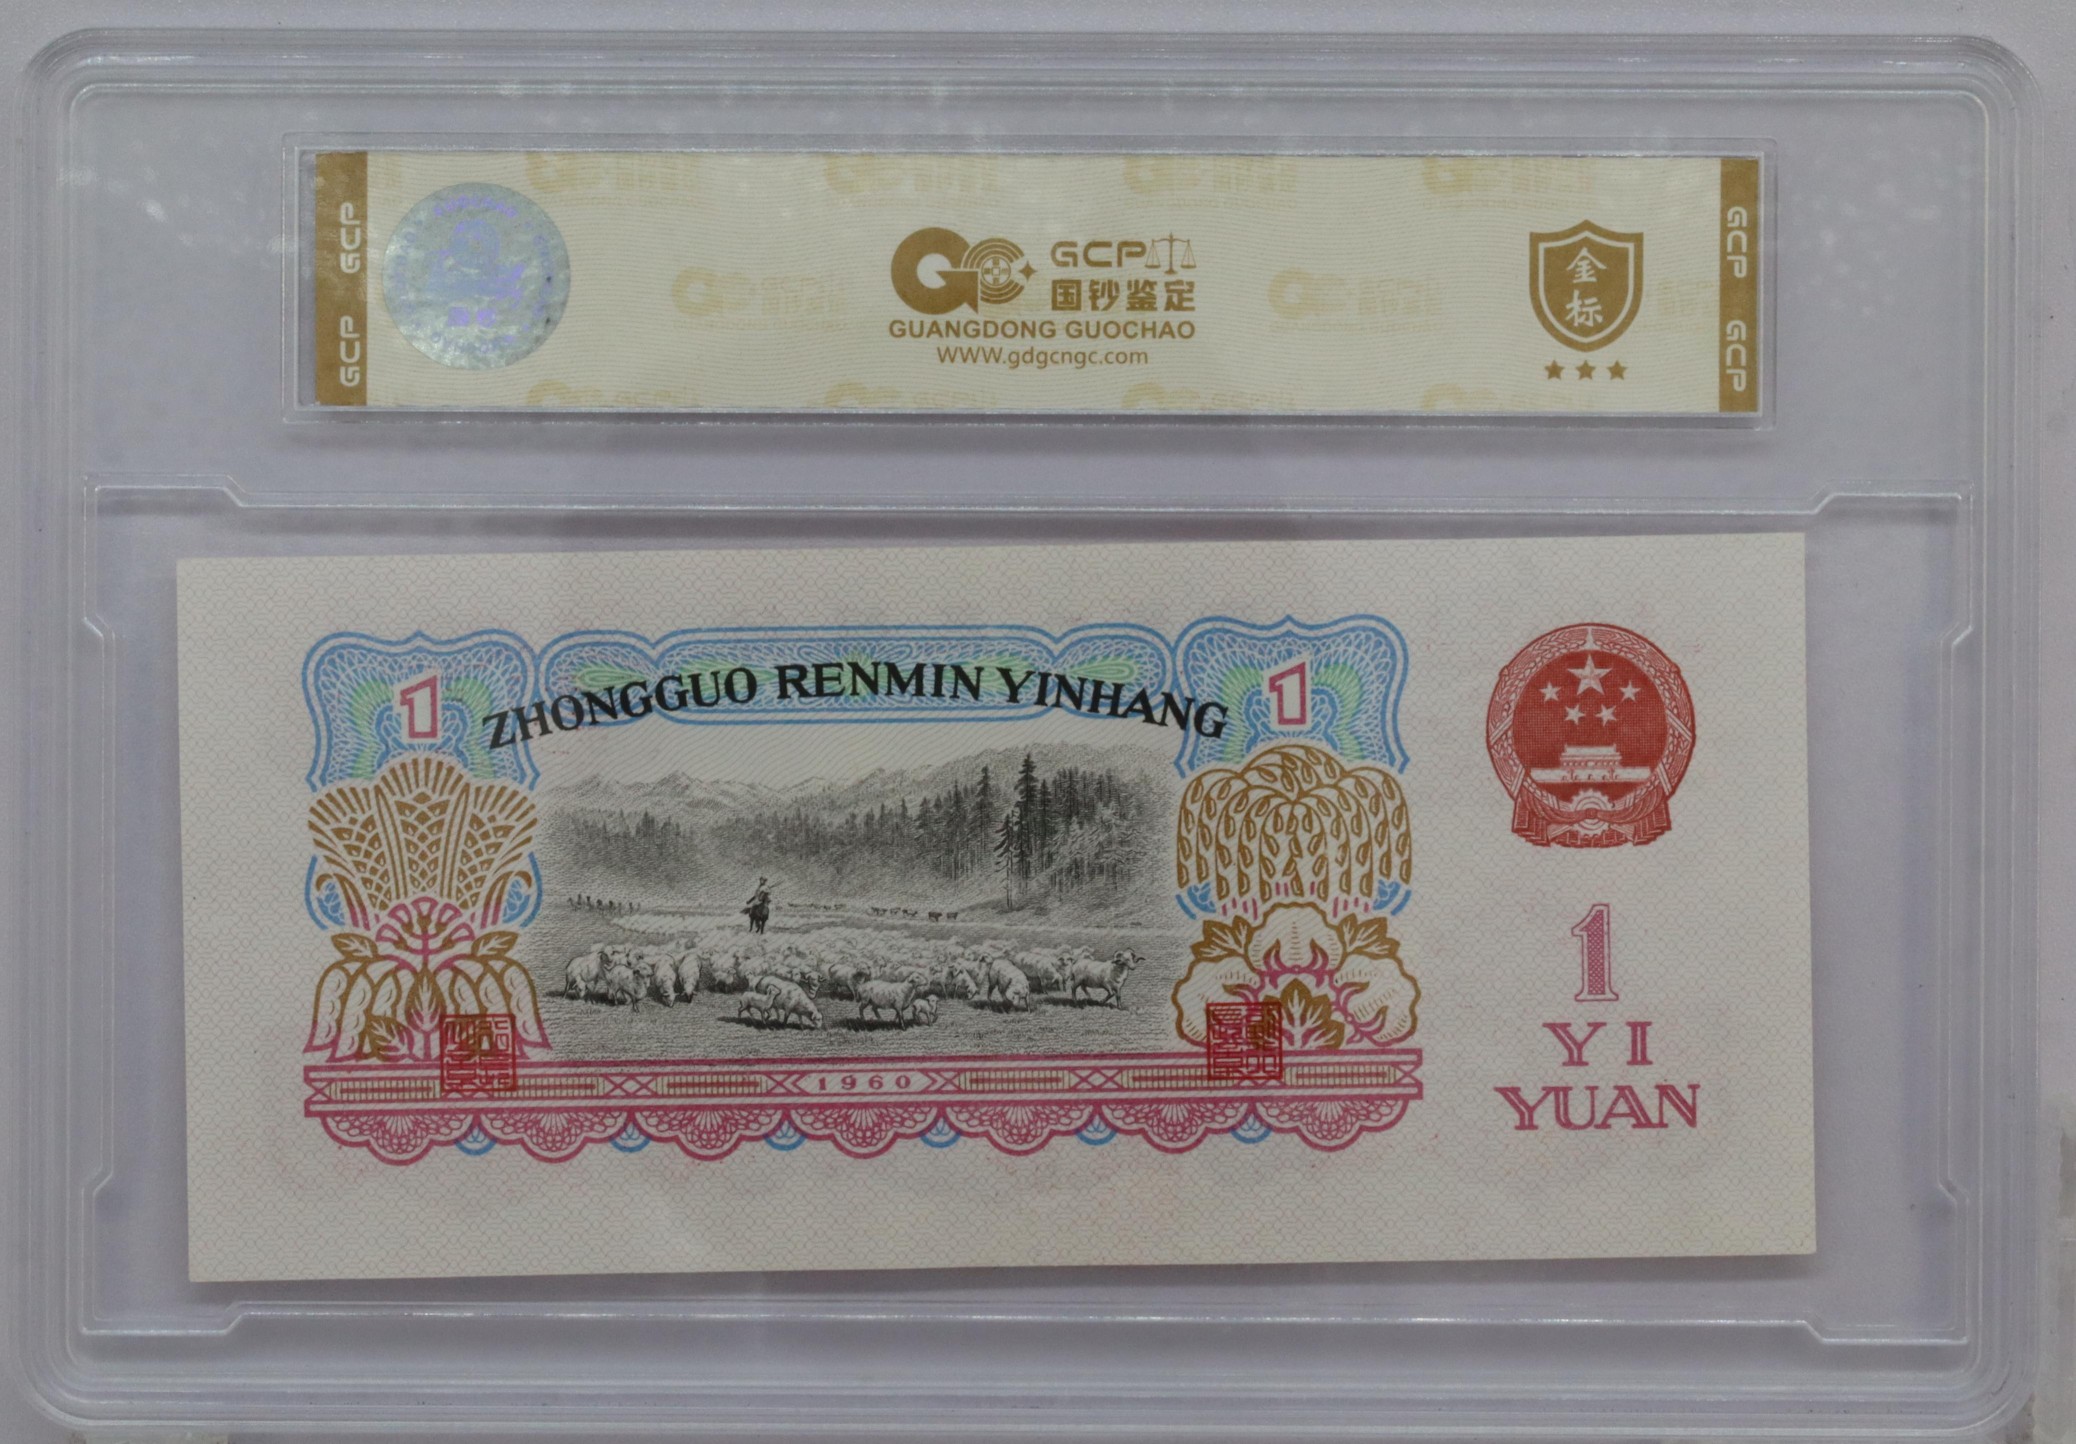 GCP GCP
GCP
国钞鉴定
GUANGDONG GUOCHAO
WWW.gdgcngc.com
金标
GCP GCP
1 ZHONGGUO RENMIN YINHANG 1
1960
1
YI
YUAN